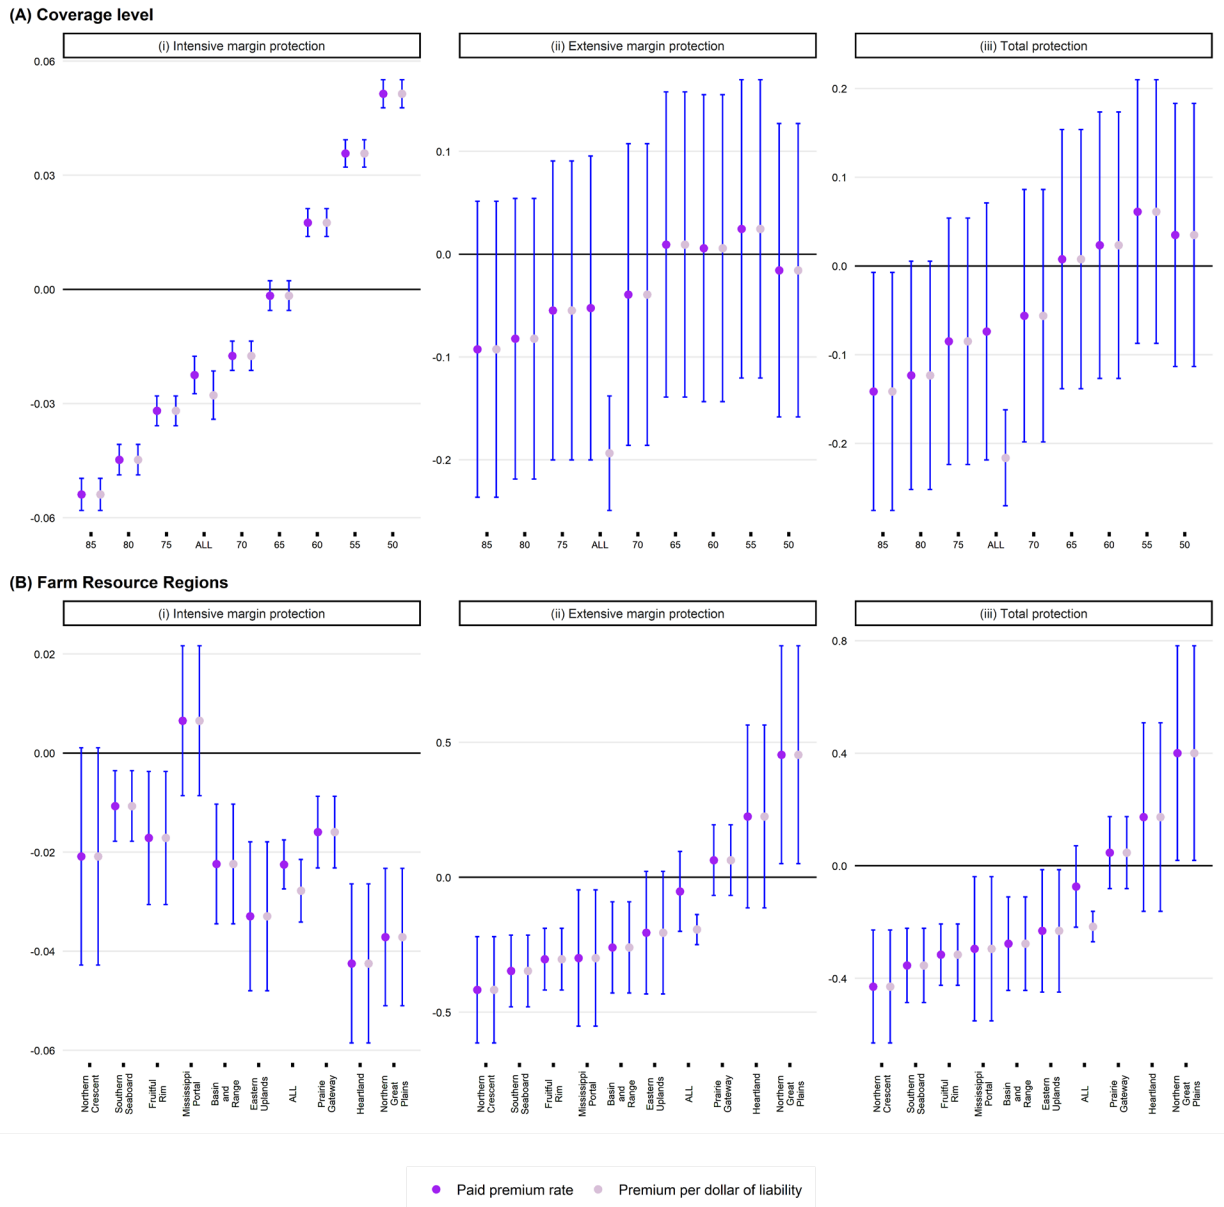 (A) Coverage level
(i) Intensive margin protection
(ii) Extensive margin protection
(iii) Total protection
0.06
0.03
0.00
-0.03
-0.06
85 80 75 ALL 70 65 60 55 50
0.1
0.0
-0.1
-0.2
85 80 75 ALL 70 65 60 55 50
0.2
0.1
0.0
-0.1
-0.2
85 80 75 ALL 70 65 60 55 50
(B) Farm Resource Regions
(i) Intensive margin protection
(ii) Extensive margin protection
(iii) Total protection
0.02
0.00
-0.02
-0.04
-0.06
Northern
Crescent
Southern
Seaboard
Fruitful
Rim
Mississippi
Portal
Basin
and
Range
Eastern
Uplands
ALL
Prairie
Gateway
Heartland
Northern
Great
Plains
0.5
0.0
-0.5
Northern
Crescent
Southern
Seaboard
Fruitful
Rim
Mississippi
Portal
Basin
and
Range
Eastern
Uplands
ALL
Prairie
Gateway
Heartland
Northern
Great
Plains
0.8
0.4
0.0
-0.4
Northern
Crescent
Southern
Seaboard
Fruitful
Rim
Mississippi
Portal
Basin
and
Range
Eastern
Uplands
ALL
Prairie
Gateway
Heartland
Northern
Great
Plains
Paid premium rate
Premium per dollar of liability